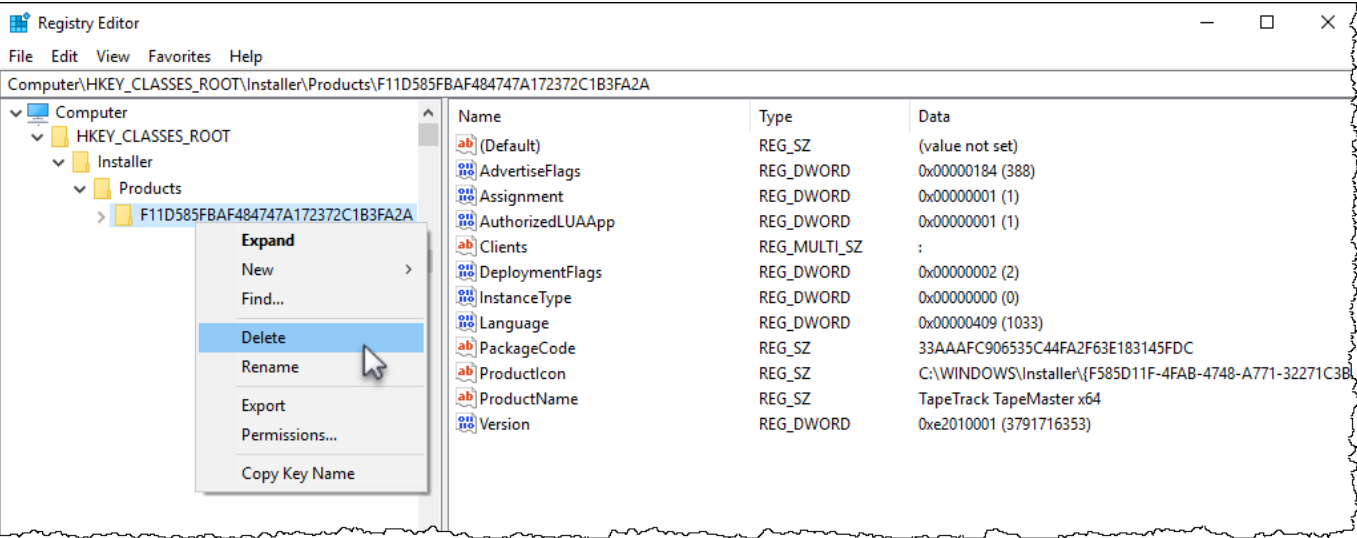 Registry Editor
File Edit View Favorites Help
Computer\HKEY_CLASSES_ROOT\Installer\Products\F11D585FBAF484747A172372C1B3FA2A
Computer
HKEY_CLASSES_ROOT
Installer
Products
F11D585FBAF484747A172372C1B3FA2A
Expand
New
Find...
Delete
Rename
Export
Permissions...
Copy Key Name
Name Type Data
(Default) REG_SZ (value not set)
AdvertiseFlags REG_DWORD 0x00000184 (388)
Assignment REG_DWORD 0x00000001 (1)
AuthorizedLUAApp REG_DWORD 0x00000001 (1)
Clients REG_MULTI_SZ :
DeploymentFlags REG_DWORD 0x00000002 (2)
InstanceType REG_DWORD 0x00000000 (0)
Language REG_DWORD 0x00000409 (1033)
PackageCode REG_SZ 33AAAFC906535C44FA2F63E183145FDC
ProductIcon REG_SZ C:\WINDOWS\Installer\{F585D11F-4FAB-4748-A771-32271C3B
ProductName REG_SZ TapeTrack TapeMaster x64
Version REG_DWORD 0xe2010001 (3791716353)